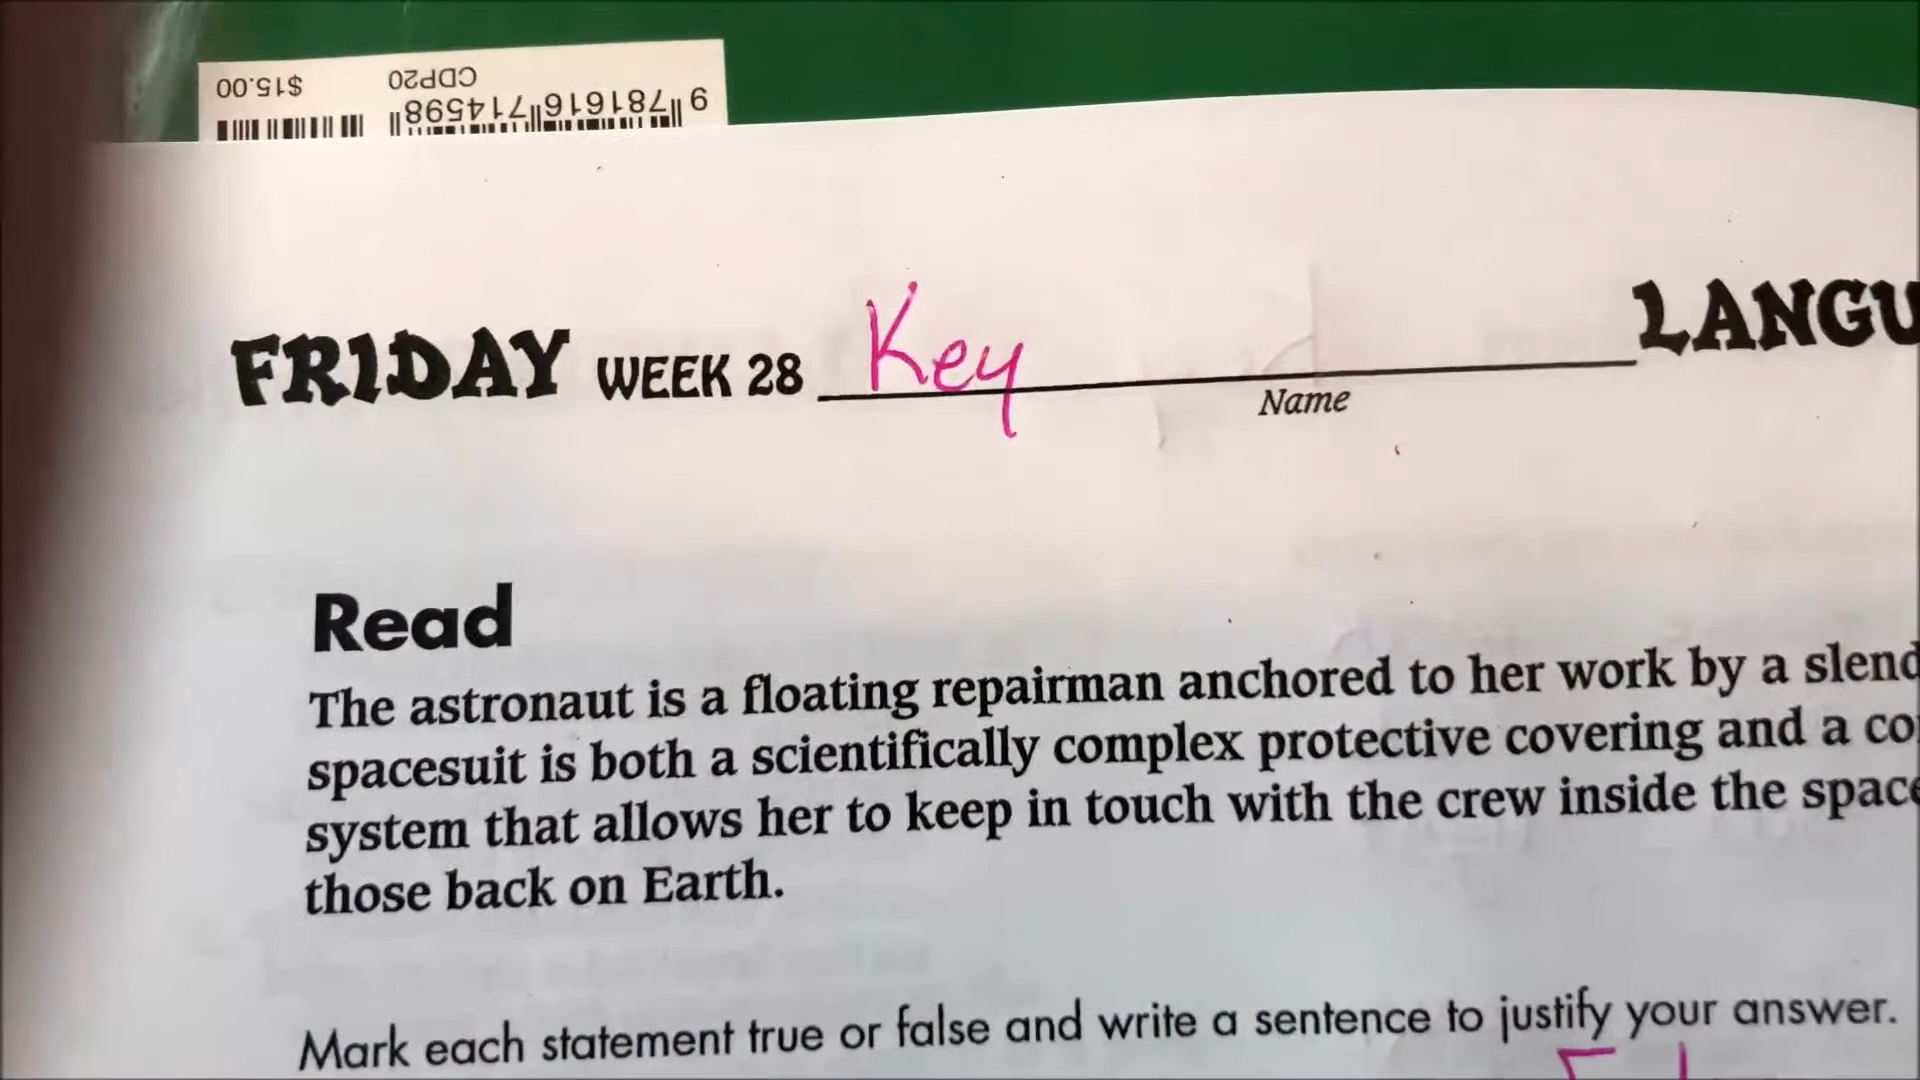 $15.00 CDP20
9 781616 714598
FRIDAY WEEK 28 Key LANGU
Name
Read
The astronaut is a floating repairman anchored to her work by a slend
spacesuit is both a scientifically complex protective covering and a co
system that allows her to keep in touch with the crew inside the space
those back on Earth.
Mark each statement true or false and write a sentence to justify your answer.